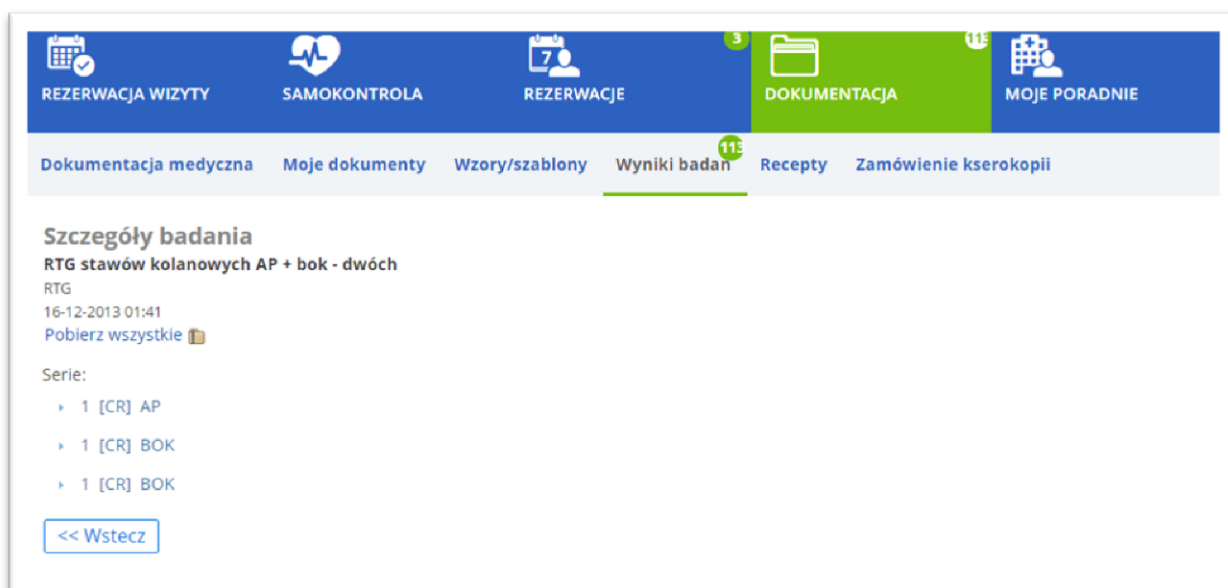 3
113
REZERWACJA WIZYTY SAMOKONTROLA REZERWACJE DOKUMENTACJA MOJE PORADNIE
113
Dokumentacja medyczna Moje dokumenty Wzory/szablony Wyniki badań Recepty Zamówienie kserokopii
Szczegóły badania
RTG stawów kolanowych AP + bok - dwóch
RTG
16-12-2013 01:41
Pobierz wszystkie
Serie:
1 [CR] AP
1 [CR] BOK
1 [CR] BOK
<< Wstecz